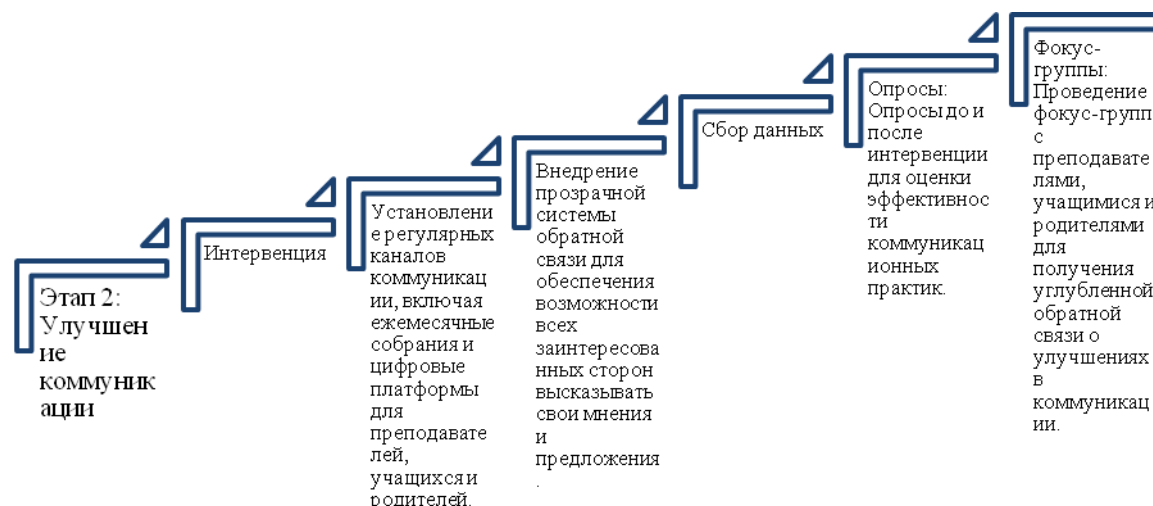 Этап 2:
Улучшен
ие
коммуник
ации
Интервенция
Установлени
е регулярных
каналов
коммуникац
ии, включая
ежемесячные
собрания и
цифровые
платформы
для
преподавате
лей,
учащихся и
родителей.
Внедрение
прозрачной
системы
обратной
связи для
обеспечения
возможности
всех
заинтересова
нных сторон
высказывать
свои мнения
и
предложения
.
Сбор данных
Опросы:
Опросы до и
после
интервенции
для оценки
эффективнос
ти
коммуникац
ионных
практик.
Фокус-
группы:
Проведение
фокус-групп
с
преподавате
лями,
учащимися и
родителями
для
получения
углубленной
обратной
связи о
улучшениях
в
коммуникац
ии.